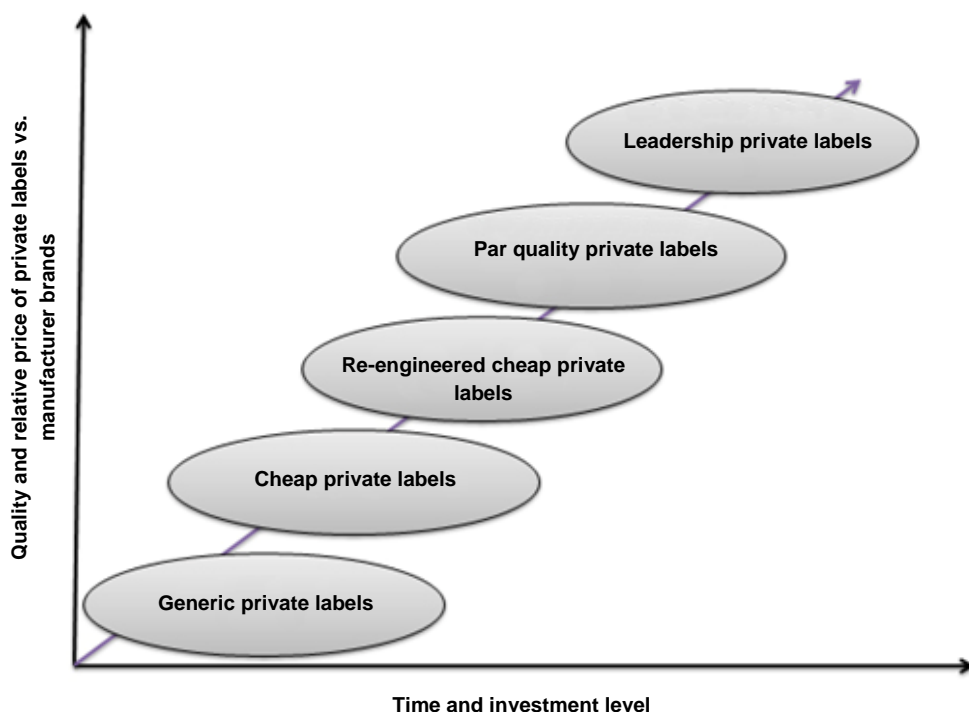 Quality and relative price of private labels vs.
manufacturer brands
Leadership private labels
Par quality private labels
Re-engineered cheap private
labels
Cheap private labels
Generic private labels
Time and investment level